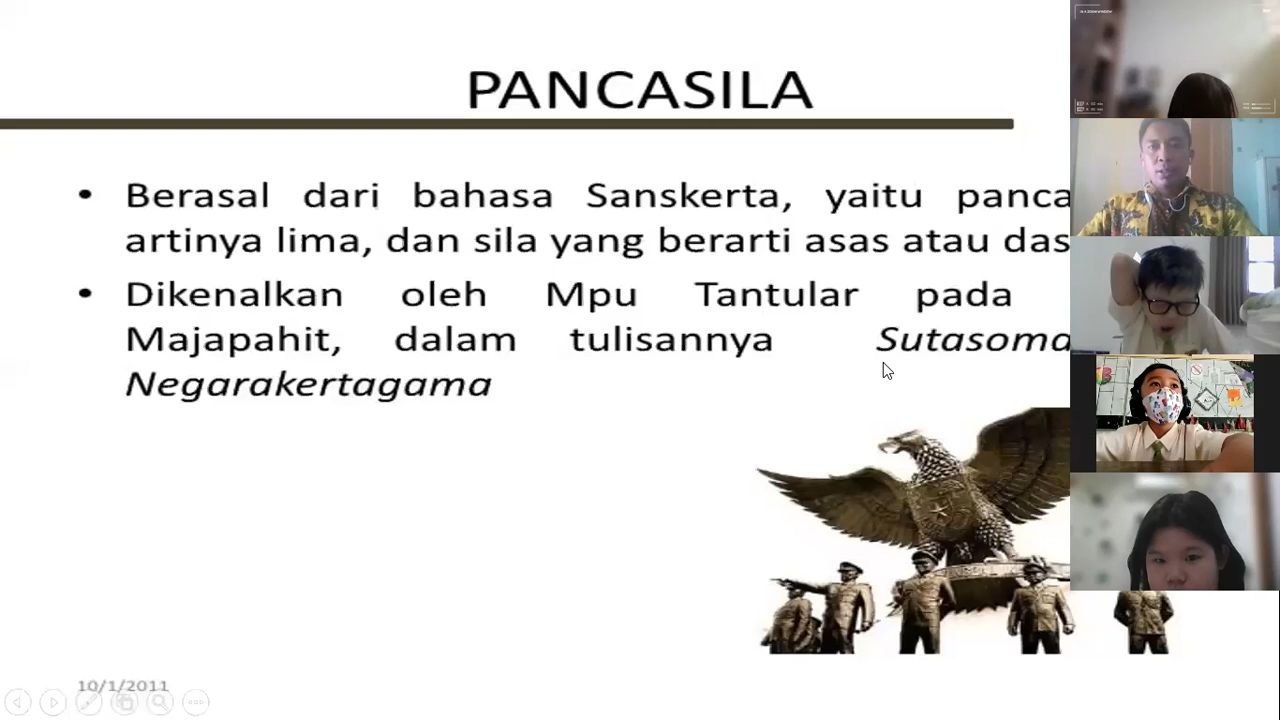 PANCASILA
• Berasal dari bahasa Sanskerta, yaitu panca
artinya lima, dan sila yang berarti asas atau das
• Dikenalkan oleh Mpu Tantular pada
Majapahit, dalam tulisannya Sutasoma
Negarakertagama
10/1/2011